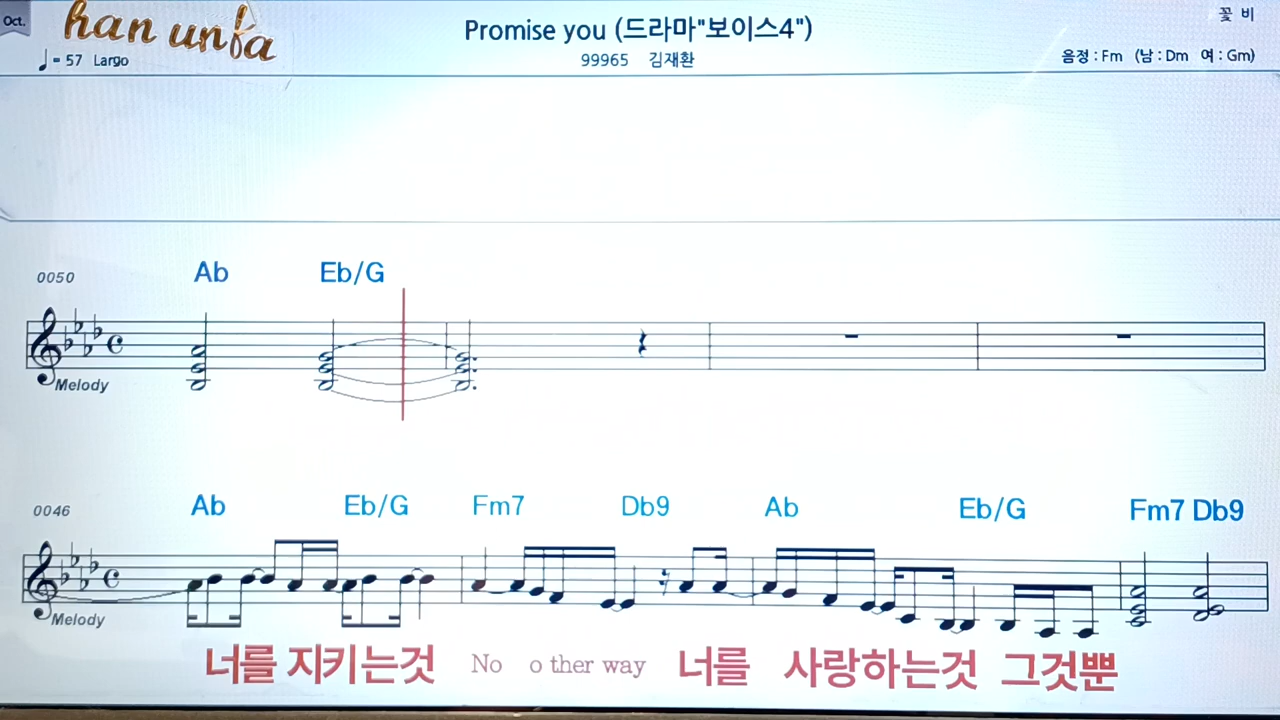 Oct.
han unfa
Promise you (드라마"보이스4")
꽃 비
♩= 57 Largo
99965 김재환
음정 : Fm (남 : Dm 여 : Gm)
0050
Ab Eb/G
Melody
0046
Ab Eb/G Fm7 Db9 Ab Eb/G Fm7 Db9
Melody
너를 지키는것 No o ther way 너를 사랑하는것 그것뿐